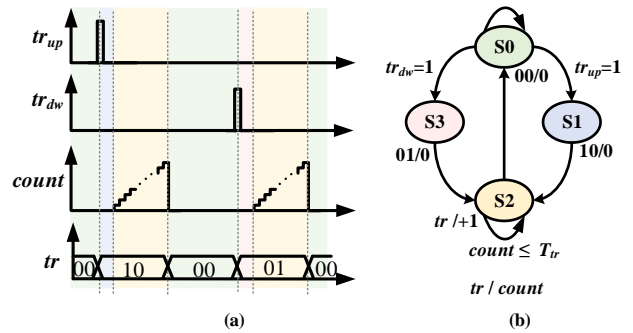 tr_up
tr_dw
count
tr
00 10 00 01 00
(a)
S0
00/0
tr_dw=1
tr_up=1
S3
S1
01/0
10/0
S2
tr /+1
count ≤ T_tr
tr / count
(b)